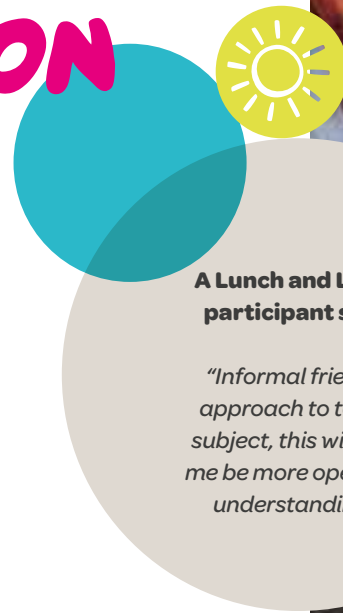 ON
A Lunch and L
participant s
“Informal frie
approach to t
subject, this wi
me be more ope
understandi